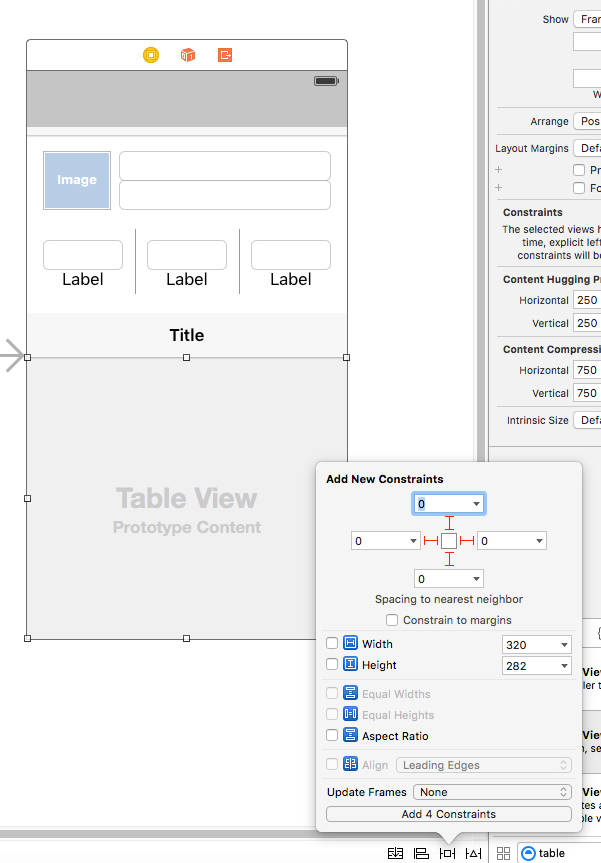 Show Fran
W
Arrange Pos
Layout Margins Defa
Pr
Fo
Constraints
The selected views h
time, explicit left
constraints will be
Content Hugging Pr
Horizontal 250
Vertical 250
Content Compressi
Horizontal 750
Vertical 750
Intrinsic Size Defa
Image
Label Label Label
Title
Table View
Prototype Content
Add New Constraints
0
0 0
0
Spacing to nearest neighbor
Constrain to margins
Width 320
Height 282
Equal Widths
Equal Heights
Aspect Ratio
Align Leading Edges
Update Frames None
Add 4 Constraints
View
ler t
View
n, se
View
tes a
ble v
table